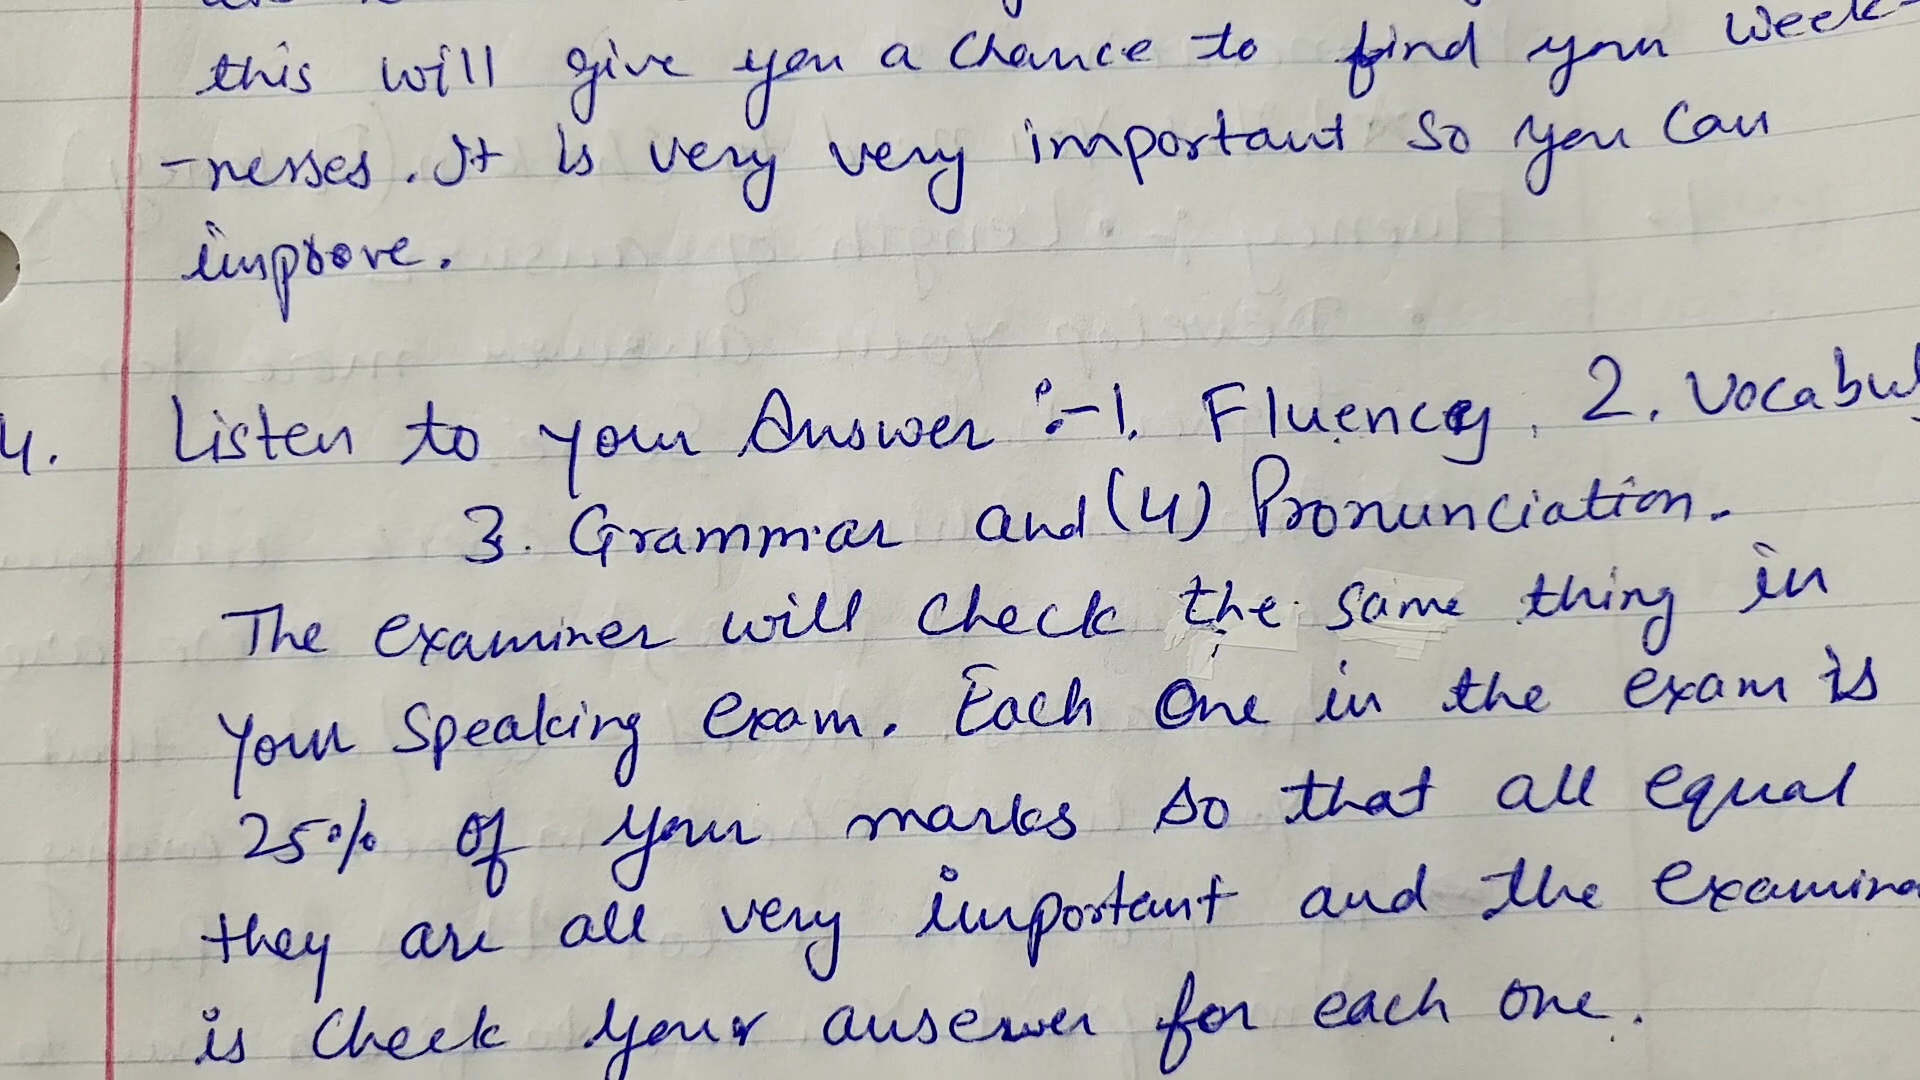 this will give you a chance to find your week-
-nesses. It is very very important so you can
improve.
4. Listen to your Answer :- 1. Fluency, 2. Vocabul
3. Grammar and (4) Pronunciation.
The examiner will check the same thing in
your speaking exam. Each one in the exam is
25% of your marks so that all equal
they are all very important and the examine
is check your ansewer for each one.